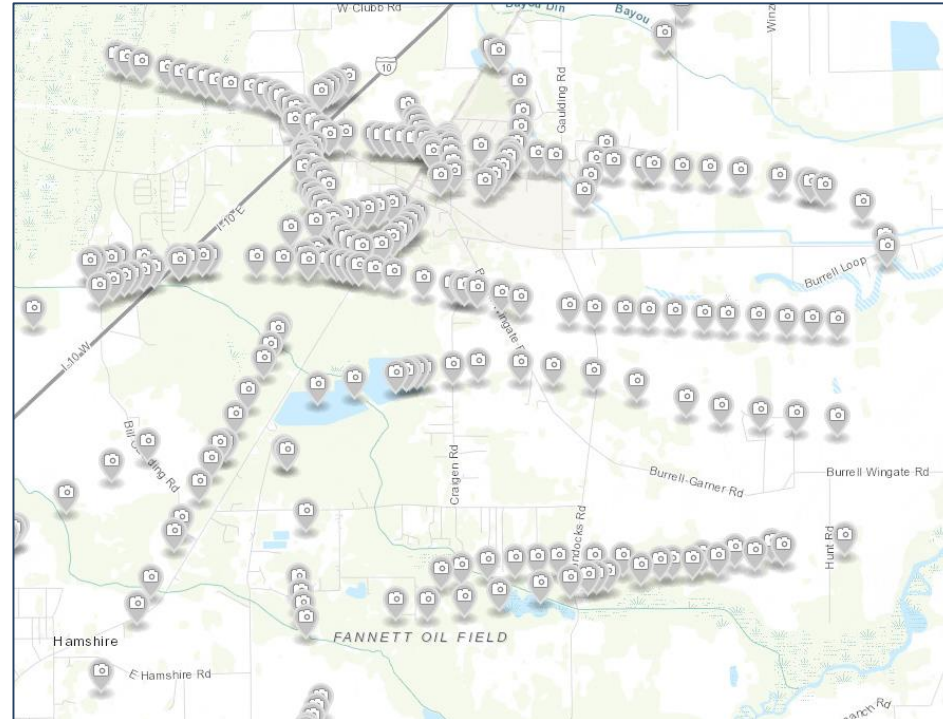 W Clubb Rd
Bayou Din
Bayou
10
Gaulding Rd
I-10 E
Burrell Loop
I-10 W
Craigen Rd
Burrell-Garner Rd
Burrell Wingate Rd
Hunt Rd
Hamshire
FANNETT OIL FIELD
E Hamshire Rd